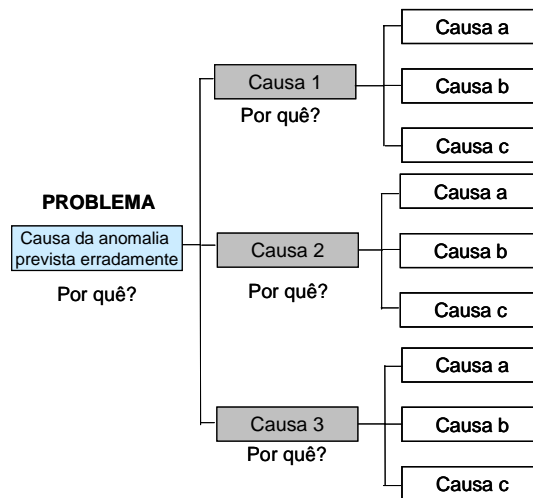 Causa a
Causa 1
Causa b
Por quê?
Causa c
Causa a
PROBLEMA
Causa da anomalia
prevista erradamente
Causa 2
Causa b
Por quê?
Por quê?
Causa c
Causa a
Causa 3
Causa b
Por quê?
Causa c